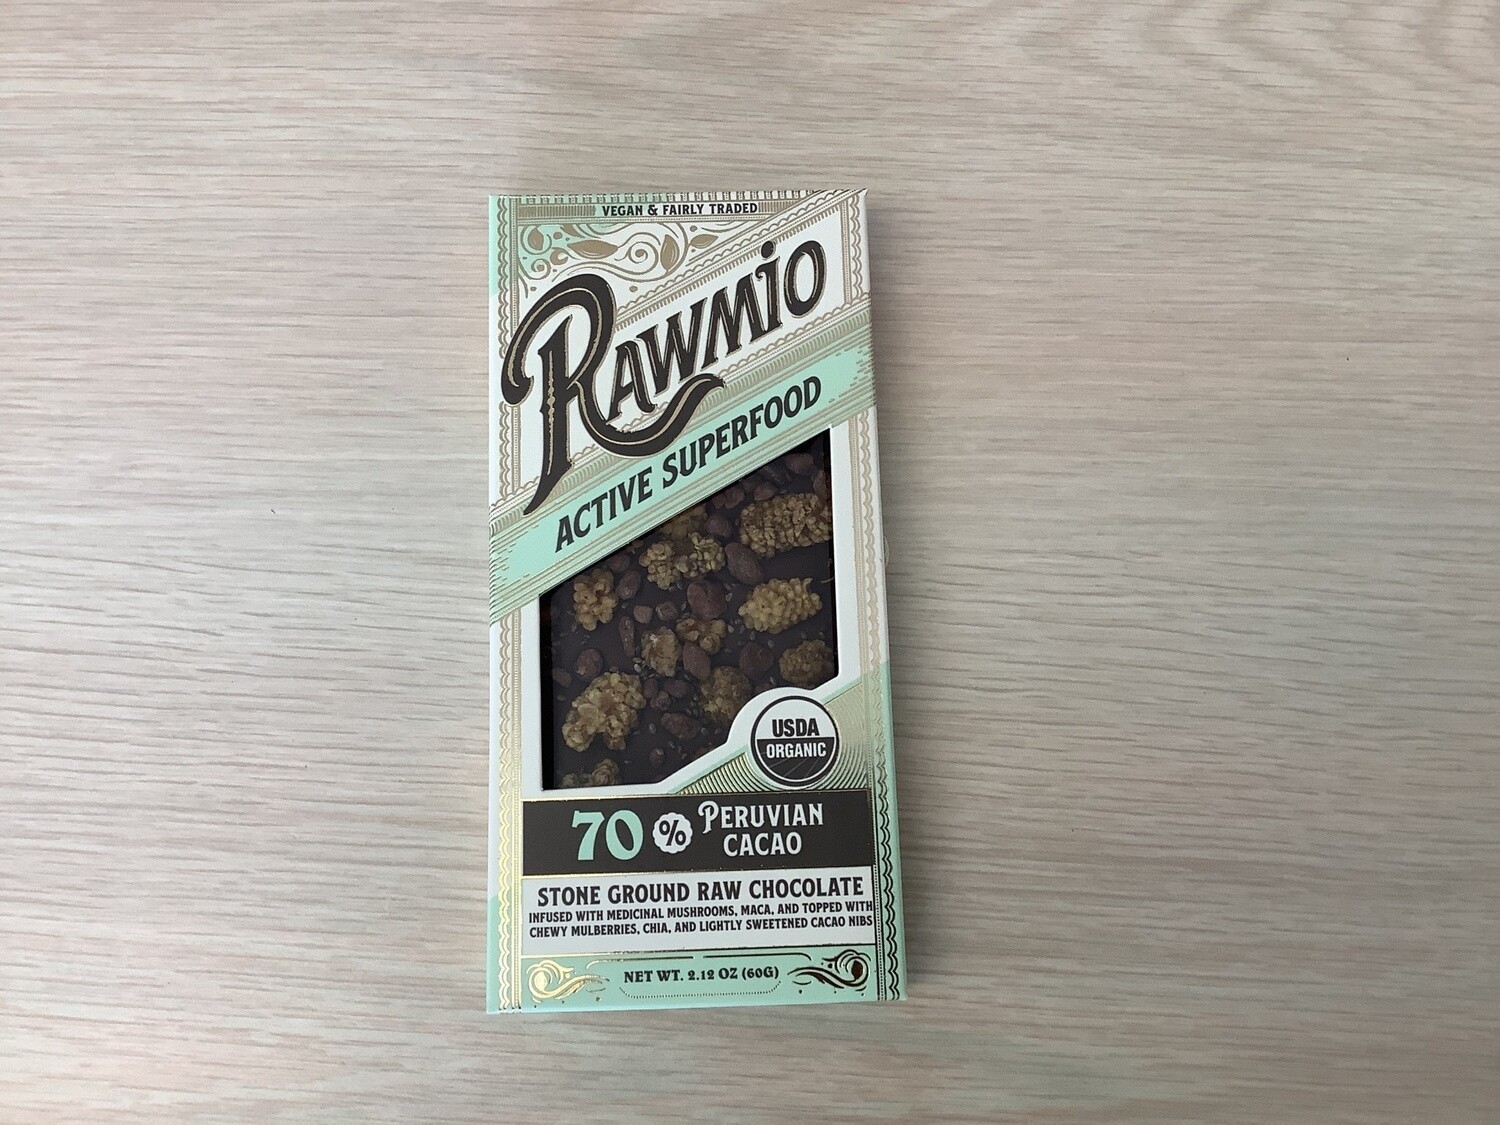 VEGAN & FAIRLY TRADED
RAWMIO
ACTIVE SUPERFOOD
USDA
ORGANIC
70 % PERUVIAN
CACAO
STONE GROUND RAW CHOCOLATE
INFUSED WITH MEDICINAL MUSHROOMS, MACA, AND TOPPED WITH
CHEWY MULBERRIES, CHIA, AND LIGHTLY SWEETENED CACAO NIBS
NET WT. 2.12 OZ (60G)